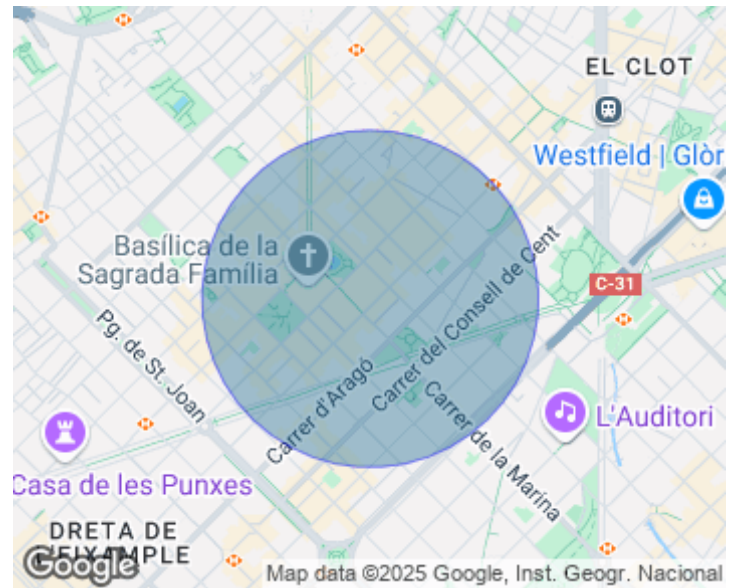 EL CLOT
Westfield | Glòr
Basílica de la
Sagrada Família
C-31
Carrer del Consell de Cent
Pg. de St. Joan
Carrer d'Aragó
Carrer de la Marina
L'Auditori
Casa de les Punxes
DRETA DE
L'EIXAMPLE
Google
Map data ©2025 Google, Inst. Geogr. Nacional